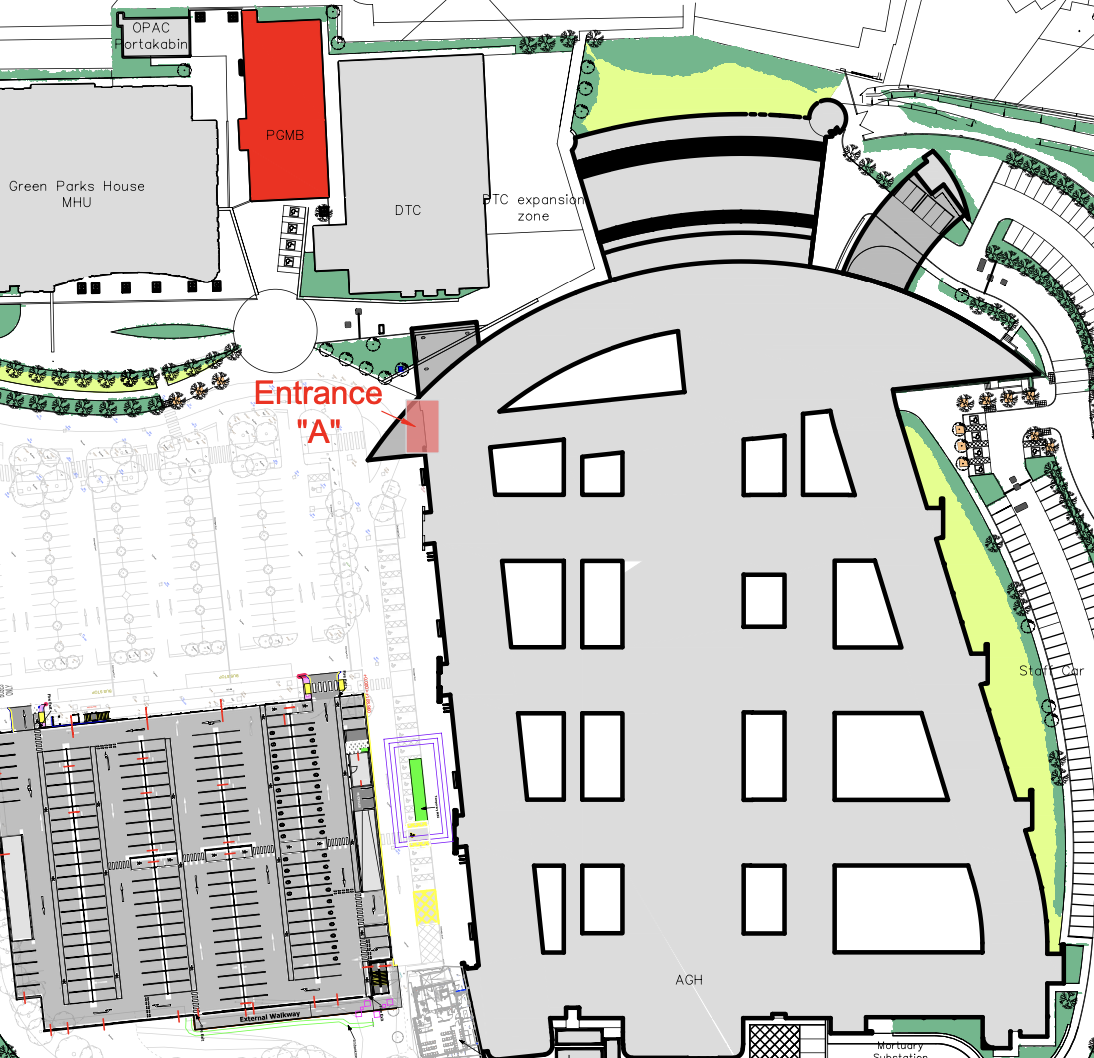 OPAC
Portakabin
PGMB
Green Parks House
MHU
DTC
DTC expansion
zone
Entrance
"A"
Staff Car
AGH
External Walkway
Mortuary
Substation